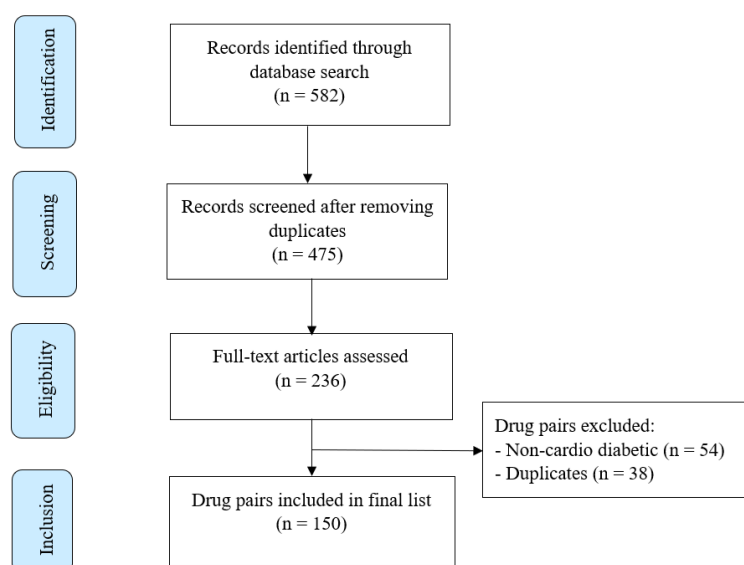 Identification
Records identified through
database search
(n = 582)
Screening
Records screened after removing
duplicates
(n = 475)
Eligibility
Full-text articles assessed
(n = 236)
Drug pairs excluded:
- Non-cardio diabetic (n = 54)
- Duplicates (n = 38)
Inclusion
Drug pairs included in final list
(n = 150)